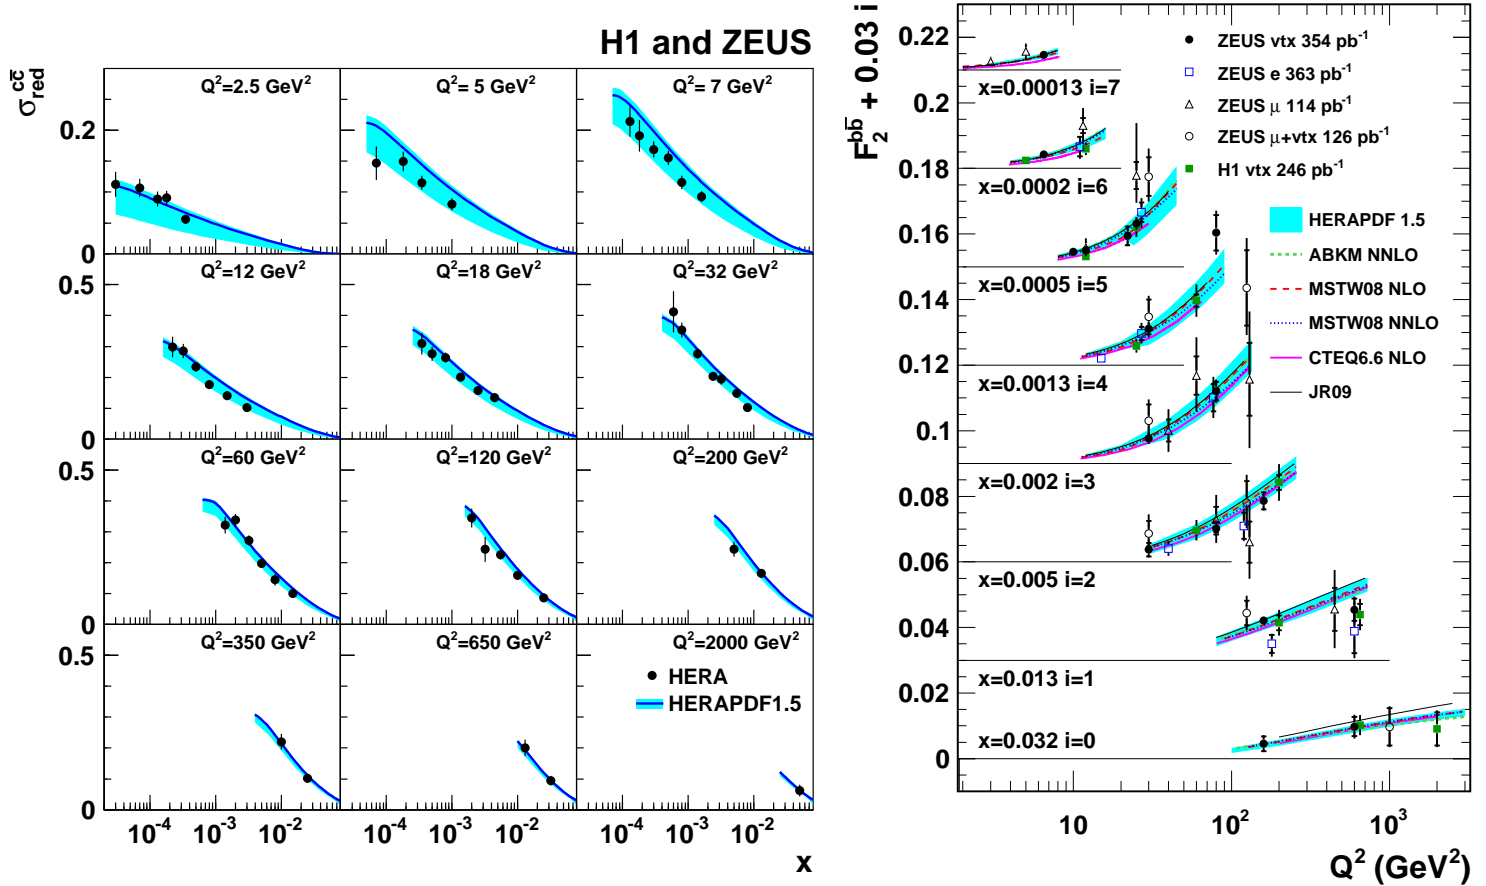 H1 and ZEUS
σ_red^cc̄
Q²=2.5 GeV²
Q²= 5 GeV²
Q²= 7 GeV²
0.2
0
Q²=12 GeV²
Q²=18 GeV²
Q²=32 GeV²
0.5
0
Q²=60 GeV²
Q²=120 GeV²
Q²=200 GeV²
0.5
0
Q²=350 GeV²
Q²=650 GeV²
Q²=2000 GeV²
0.5
HERA
HERAPDF1.5
0
10⁻⁴ 10⁻³ 10⁻² 10⁻⁴ 10⁻³ 10⁻² 10⁻⁴ 10⁻³ 10⁻²
x
F₂^bb̄ + 0.03 i
0.22
0.2
0.18
0.16
0.14
0.12
0.1
0.08
0.06
0.04
0.02
0
ZEUS vtx 354 pb⁻¹
ZEUS e 363 pb⁻¹
ZEUS μ 114 pb⁻¹
ZEUS μ+vtx 126 pb⁻¹
H1 vtx 246 pb⁻¹
HERAPDF 1.5
ABKM NNLO
MSTW08 NLO
MSTW08 NNLO
CTEQ6.6 NLO
JR09
x=0.00013 i=7
x=0.0002 i=6
x=0.0005 i=5
x=0.0013 i=4
x=0.002 i=3
x=0.005 i=2
x=0.013 i=1
x=0.032 i=0
10 10² 10³
Q² (GeV²)